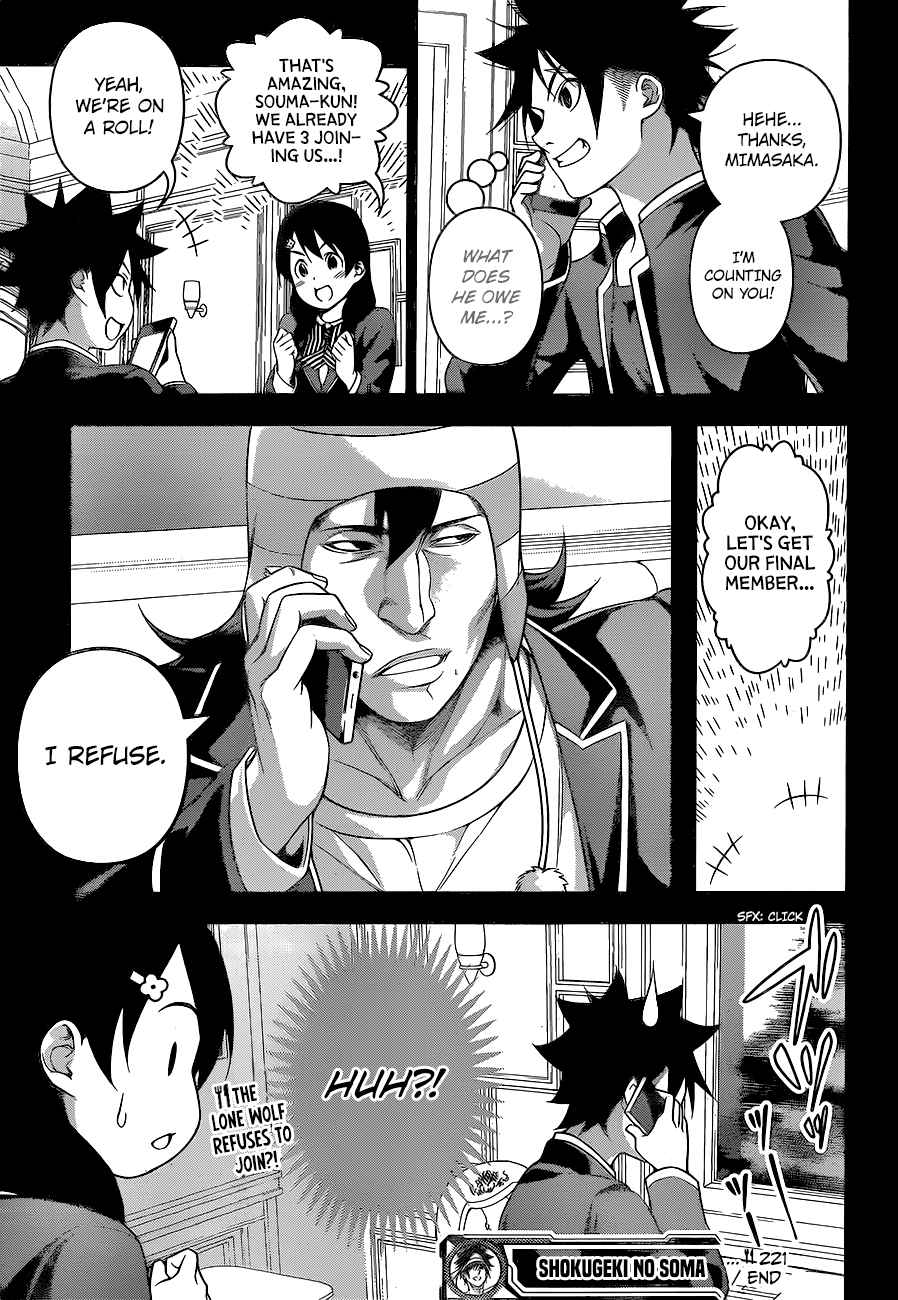 HEHE...
THANKS,
MIMASAKA.
I'M
COUNTING
ON YOU!
WHAT
DOES
HE OWE
ME...?
THAT'S
AMAZING,
SOUMA-KUN!
WE ALREADY
HAVE 3 JOIN-
ING US...!
YEAH,
WE'RE ON
A ROLL!
OKAY,
LET'S GET
OUR FINAL
MEMBER...
I REFUSE.
SFX: CLICK
HUH?!
THE
LONE WOLF
REFUSES TO
JOIN?!
SHOKUGEKI NO SOMA
... 221
/ END